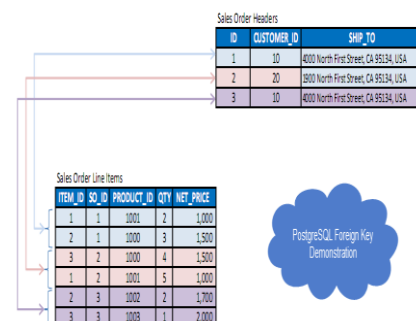 Sales Order Headers
ID CUSTOMER_ID SHIP_TO
1 10 4000 North First Street, CA 95134, USA
2 20 1900 North First Street, CA 95134, USA
3 10 4000 North First Street, CA 95134, USA
Sales Order Line Items
ITEM_ID SO_ID PRODUCT_ID QTY NET_PRICE
1 1 1001 2 1,000
2 1 1000 3 1,500
3 2 1000 4 1,500
1 2 1001 5 1,000
2 3 1002 2 1,700
3 3 1003 1 2,000
PostgreSQL Foreign Key
Demonstration